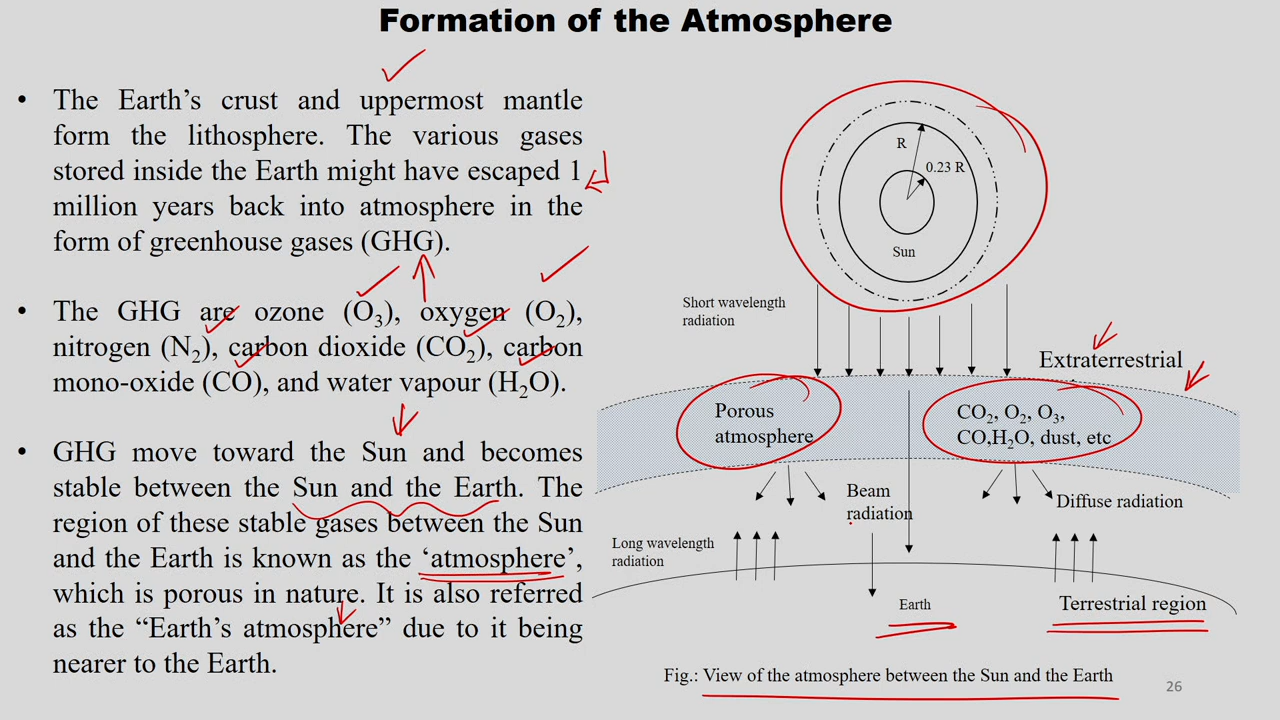 Formation of the Atmosphere
• The Earth’s crust and uppermost mantle
form the lithosphere. The various gases
stored inside the Earth might have escaped 1
million years back into atmosphere in the
form of greenhouse gases (GHG).
• The GHG are ozone (O₃), oxygen (O₂),
nitrogen (N₂), carbon dioxide (CO₂), carbon
mono-oxide (CO), and water vapour (H₂O).
• GHG move toward the Sun and becomes
stable between the Sun and the Earth. The
region of these stable gases between the Sun
and the Earth is known as the ‘atmosphere’,
which is porous in nature. It is also referred
as the “Earth’s atmosphere” due to it being
nearer to the Earth.
R
0.23 R
Sun
Short wavelength
radiation
Extraterrestrial
Porous
atmosphere
CO₂, O₂, O₃,
CO,H₂O, dust, etc
Beam
radiation
Diffuse radiation
Long wavelength
radiation
Earth
Terrestrial region
Fig.: View of the atmosphere between the Sun and the Earth
26